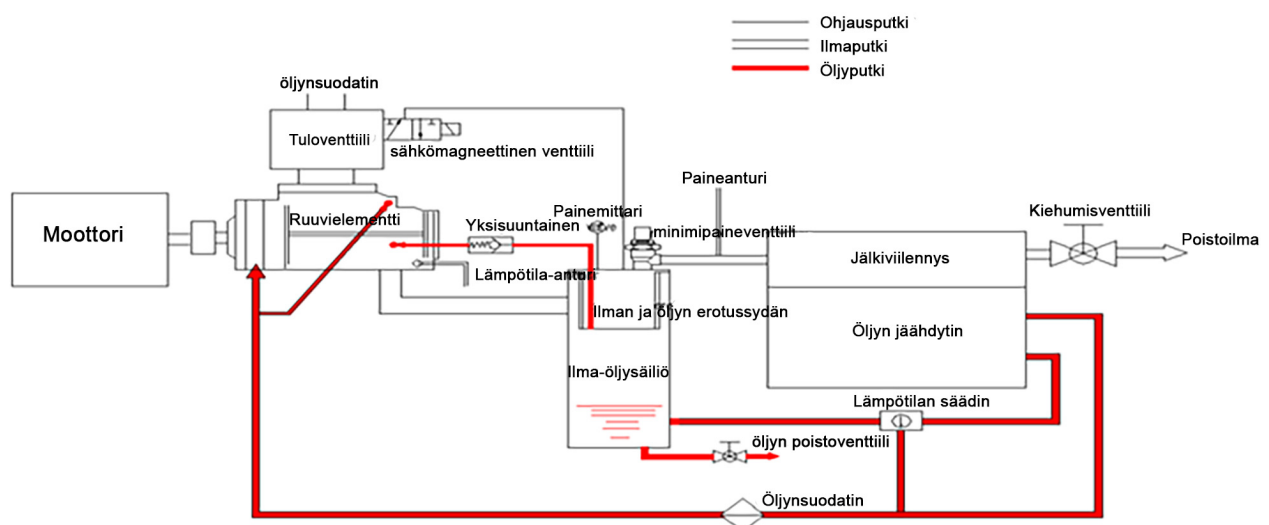 Ohjausputki
Ilmaputki
Öljyputki
öljynsuodatin
Tuloventtiili
sähkömagneettinen venttiili
Moottori
Ruuvielementti
Yksisuuntainen
Painemittari
Paineanturi
minimipaineventtiili
Kiehumisventtiili
Poistoilma
Jälkiviilennys
Lämpötila-anturi
Ilman ja öljyn erotussydän
Öljyn jäähdytin
Ilma-öljysäiliö
Lämpötilan säädin
öljyn poistoventtiili
Öljynsuodatin